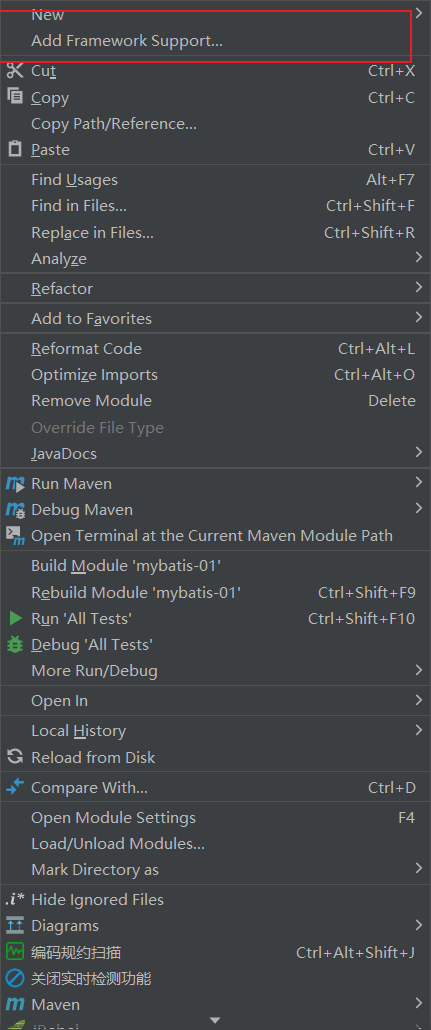 New
Add Framework Support...
Cut Ctrl+X
Copy Ctrl+C
Copy Path/Reference...
Paste Ctrl+V
Find Usages Alt+F7
Find in Files... Ctrl+Shift+F
Replace in Files... Ctrl+Shift+R
Analyze
Refactor
Add to Favorites
Reformat Code Ctrl+Alt+L
Optimize Imports Ctrl+Alt+O
Remove Module Delete
Override File Type
JavaDocs
Run Maven
Debug Maven
Open Terminal at the Current Maven Module Path
Build Module 'mybatis-01'
Rebuild Module 'mybatis-01' Ctrl+Shift+F9
Run 'All Tests' Ctrl+Shift+F10
Debug 'All Tests'
More Run/Debug
Open In
Local History
Reload from Disk
Compare With... Ctrl+D
Open Module Settings F4
Load/Unload Modules...
Mark Directory as
.i* Hide Ignored Files
Diagrams
编码规约扫描 Ctrl+Alt+Shift+J
关闭实时检测功能
Maven